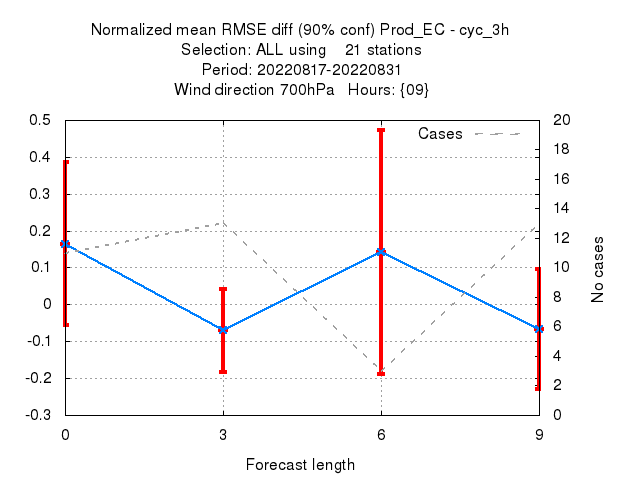 Normalized mean RMSE diff (90% conf) Prod_EC - cyc_3h
Selection: ALL using    21 stations
Period: 20220817-20220831
Wind direction 700hPa   Hours: {09}
Cases
0.5
0.4
0.3
0.2
0.1
0
-0.1
-0.2
-0.3
20
18
16
14
12
10
8
6
4
2
0
No cases
0 3 6 9
Forecast length